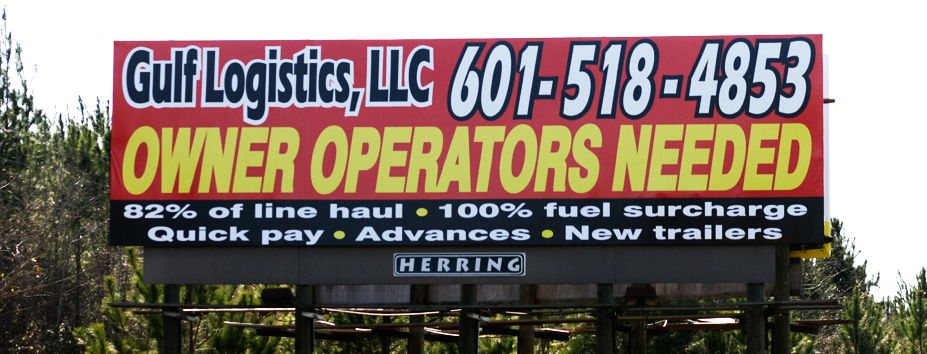 Gulf Logistics, LLC 601-518-4853
OWNER OPERATORS NEEDED
82% of line haul • 100% fuel surcharge
Quick pay • Advances • New trailers
HERRING